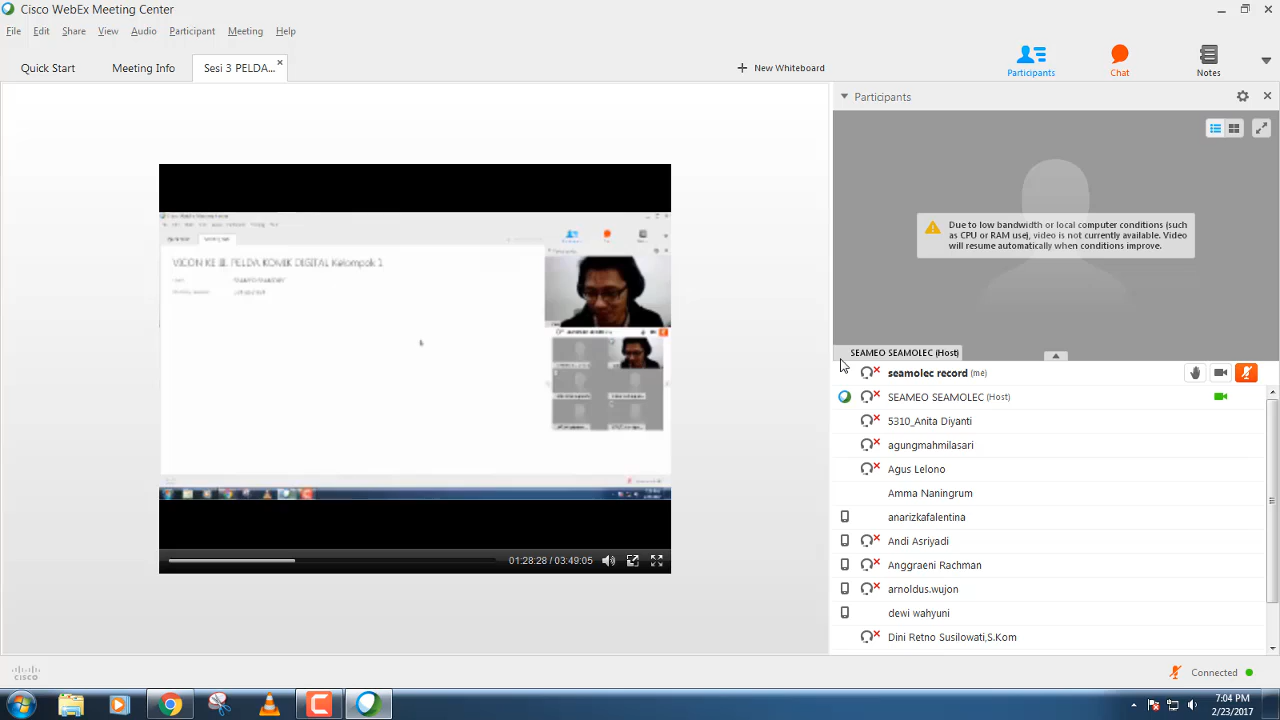 Cisco WebEx Meeting Center
File Edit Share View Audio Participant Meeting Help
Quick Start Meeting Info Sesi 3 PELDA...
New Whiteboard
Participants Chat Notes
Participants
Due to low bandwidth or local computer conditions (such
as CPU or RAM use), video is not currently available. Video
will resume automatically when conditions improve.
SEAMEO SEAMOLEC (Host)
VICON KE III. PELDA KOMIK DIGITAL Kelompok 1
01:28:28 / 03:49:05
seamolec record (me)
SEAMEO SEAMOLEC (Host)
5310_Anita Diyanti
agungmahmilasari
Agus Lelono
Amma Naningrum
anarizkafalentina
Andi Asriyadi
Anggraeni Rachman
arnoldus.wujon
dewi wahyuni
Dini Retno Susilowati,S.Kom
CISCO
Connected
7:04 PM
2/23/2017